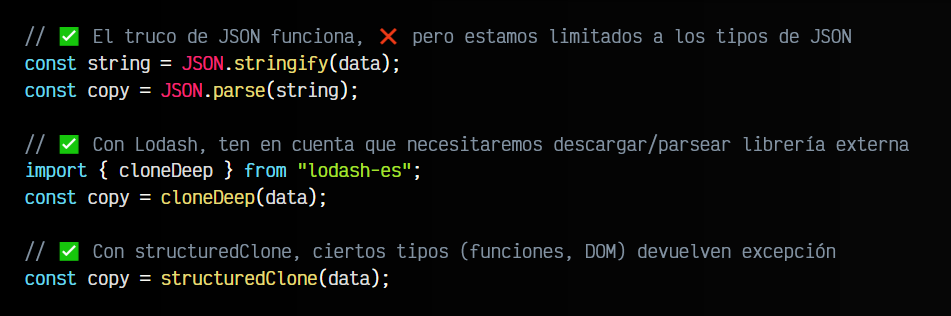 // ✅ El truco de JSON funciona, ❌ pero estamos limitados a los tipos de JSON
const string = JSON.stringify(data);
const copy = JSON.parse(string);
// ✅ Con Lodash, ten en cuenta que necesitaremos descargar/parsear librería externa
import { cloneDeep } from "lodash-es";
const copy = cloneDeep(data);
// ✅ Con structuredClone, ciertos tipos (funciones, DOM) devuelven excepción
const copy = structuredClone(data);